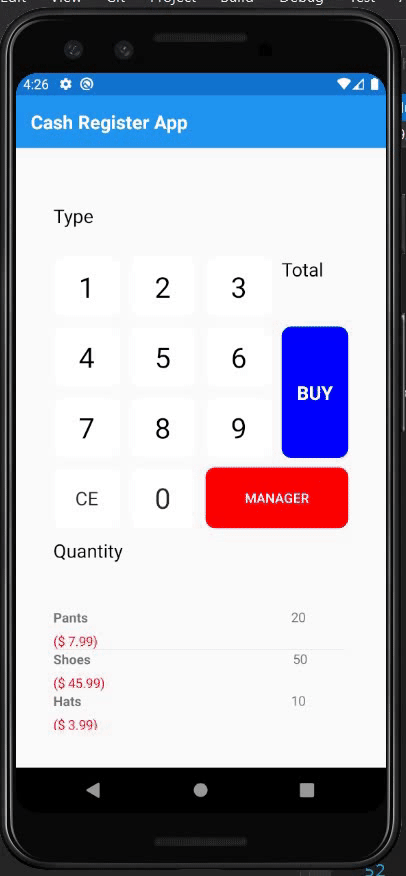 Edit View Git Project Build Debug Test
4:26
Cash Register App
Type
1 2 3 Total
4 5 6
BUY
7 8 9
CE 0 MANAGER
Quantity
Pants 20
($ 7.99)
Shoes 50
($ 45.99)
Hats 10
($ 3.99)
52